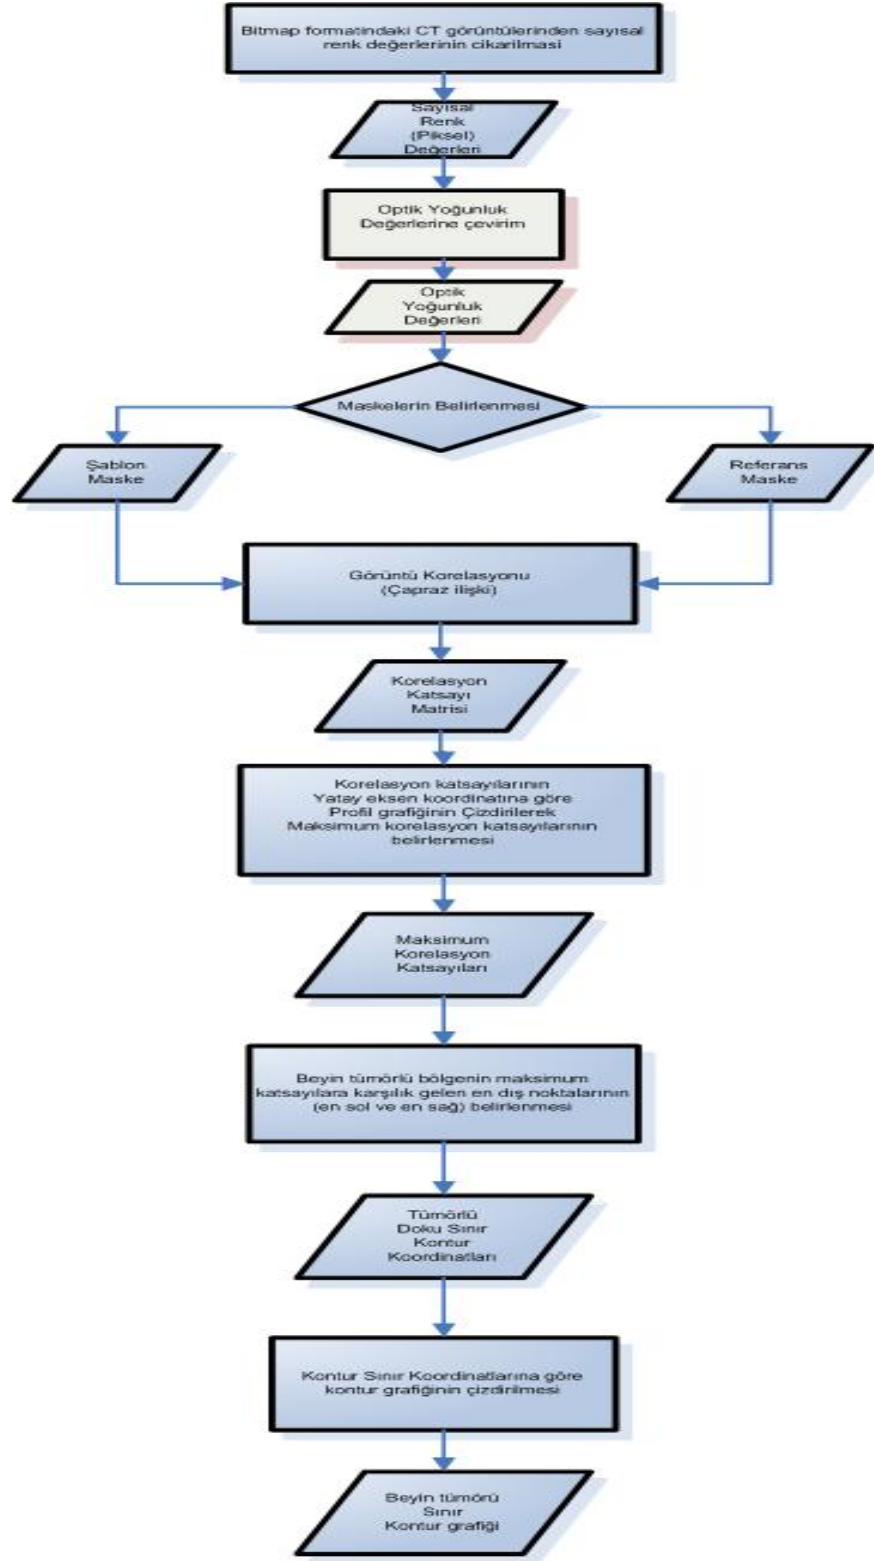 Bitmap formatindaki CT görüntülerinden sayısal
renk değerlerinin cikarilmasi
Sayısal
Renk
(Piksel)
Değerleri
Optik Yoğunluk
Değerlerine çevirim
Optik
Yoğunluk
Değerleri
Maskelerin Belirlenmesi
Şablon
Maske
Referans
Maske
Görüntü Korelasyonu
(Çapraz ilişki)
Korelasyon
Katsayı
Matrisi
Korelasyon katsayılarının
Yatay eksen koordinatına göre
Profil grafiğinin Çizdirilerek
Maksimum korelasyon katsayılarının
belirlenmesi
Maksimum
Korelasyon
Katsayıları
Beyin tümörlü bölgenin maksimum
katsayılara karşılık gelen en dış noktalarının
(en sol ve en sağ) belirlenmesi
Tümörlü
Doku Sınır
Kontur
Koordinatları
Kontur Sınır Koordinatlarına göre
kontur grafiğinin çizdirilmesi
Beyin tümörü
Sınır
Kontur grafiği